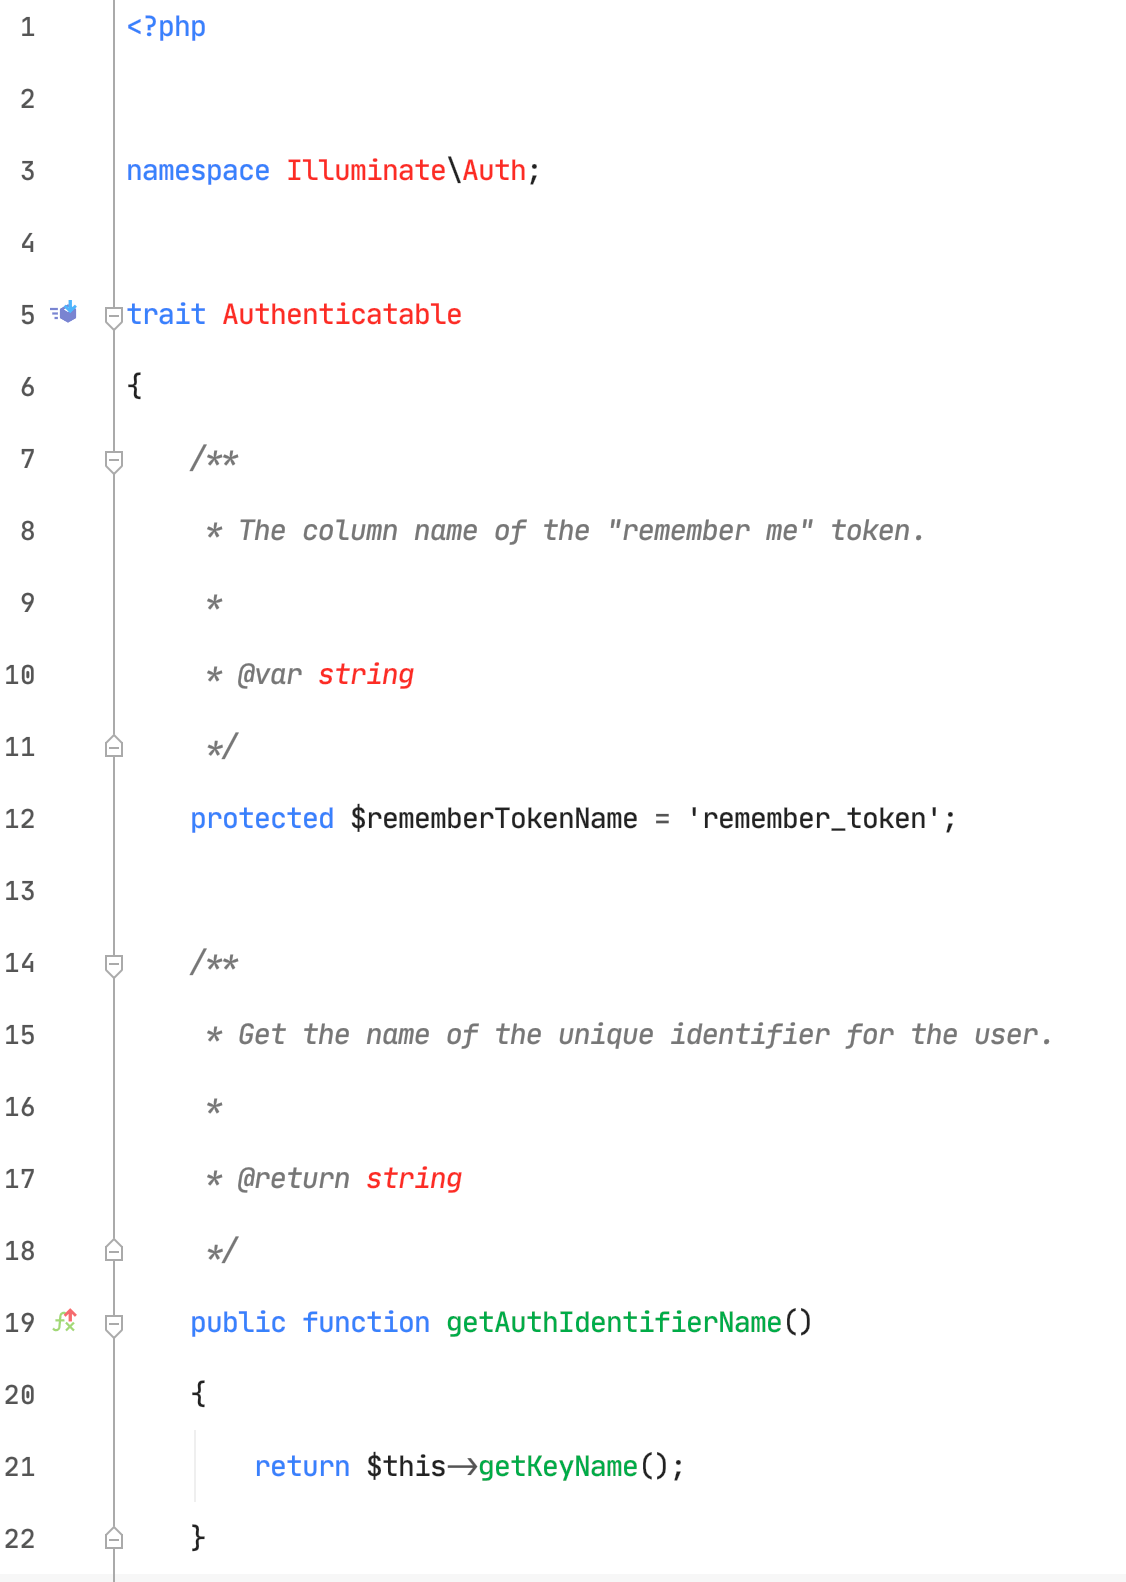 1 <?php
2
3 namespace Illuminate\Auth;
4
5 trait Authenticatable
6 {
7     /**
8      * The column name of the "remember me" token.
9      *
10      * @var string
11      */
12     protected $rememberTokenName = 'remember_token';
13
14     /**
15      * Get the name of the unique identifier for the user.
16      *
17      * @return string
18      */
19     public function getAuthIdentifierName()
20     {
21         return $this->getKeyName();
22     }